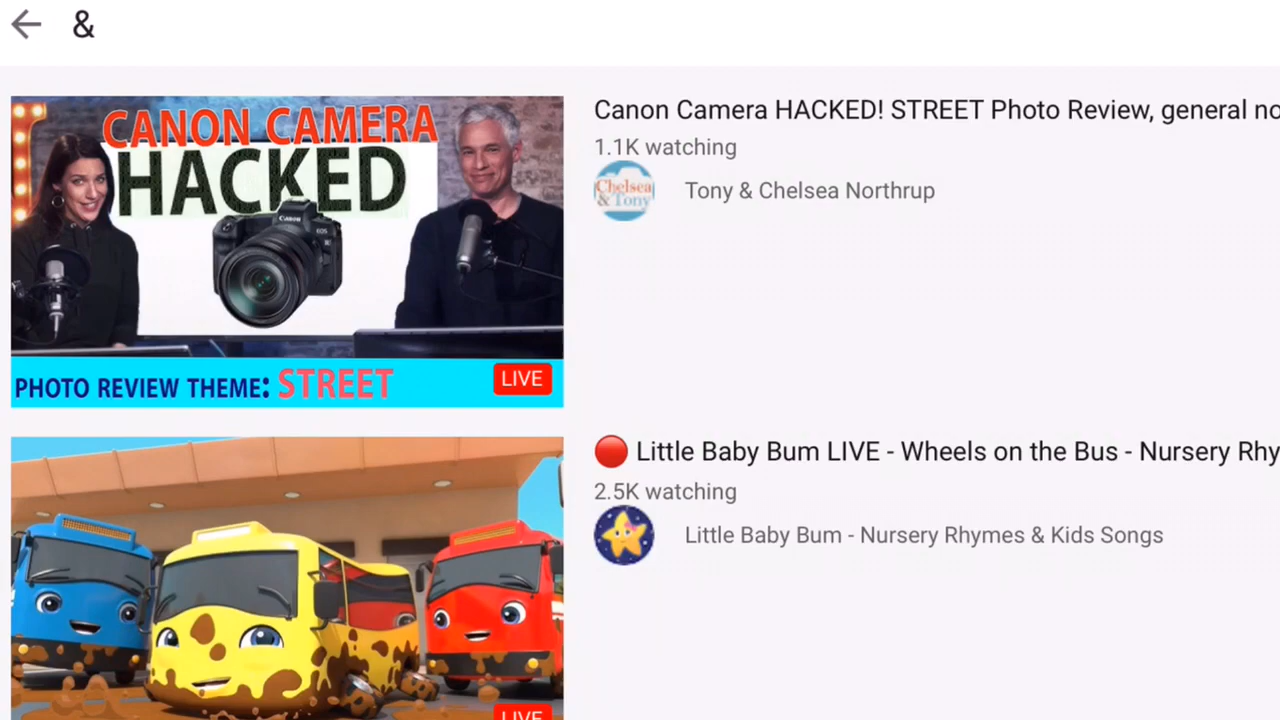 &
CANON CAMERA
HACKED
Canon
EOS
R
PHOTO REVIEW THEME: STREET
LIVE
Canon Camera HACKED! STREET Photo Review, general no
1.1K watching
Chelsea
& Tony
Tony & Chelsea Northrup
🔴 Little Baby Bum LIVE - Wheels on the Bus - Nursery Rhy
2.5K watching
Little Baby Bum - Nursery Rhymes & Kids Songs
LIVE